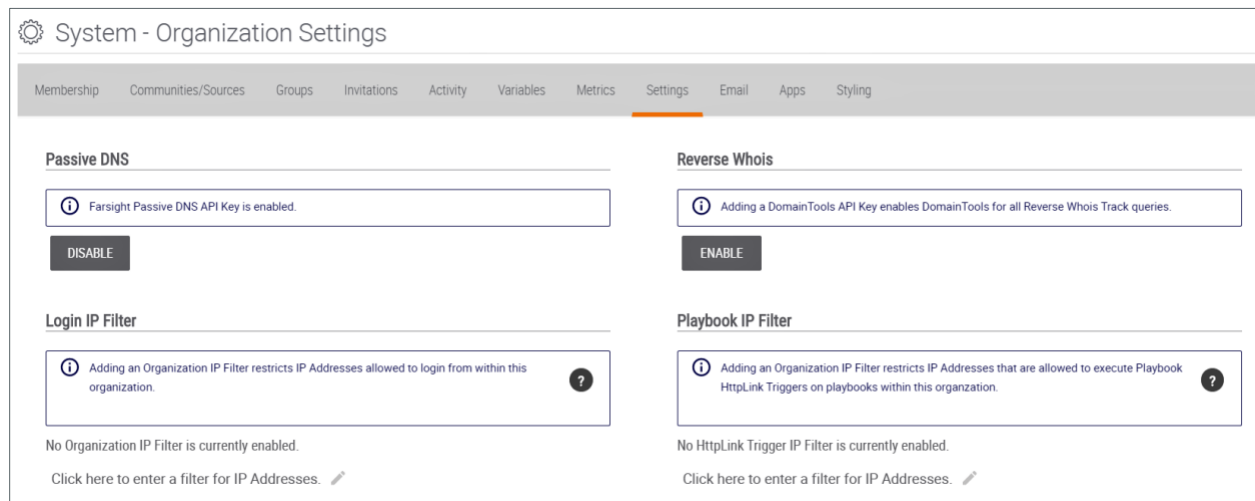 System - Organization Settings
Membership Communities/Sources Groups Invitations Activity Variables Metrics Settings Email Apps Styling
Passive DNS
Farsight Passive DNS API Key is enabled.
DISABLE
Reverse Whois
Adding a DomainTools API Key enables DomainTools for all Reverse Whois Track queries.
ENABLE
Login IP Filter
Adding an Organization IP Filter restricts IP Addresses allowed to login from within this
organization.
?
No Organization IP Filter is currently enabled.
Click here to enter a filter for IP Addresses.
Playbook IP Filter
Adding an Organization IP Filter restricts IP Addresses that are allowed to execute Playbook
HttpLink Triggers on playbooks within this organzation.
?
No HttpLink Trigger IP Filter is currently enabled.
Click here to enter a filter for IP Addresses.